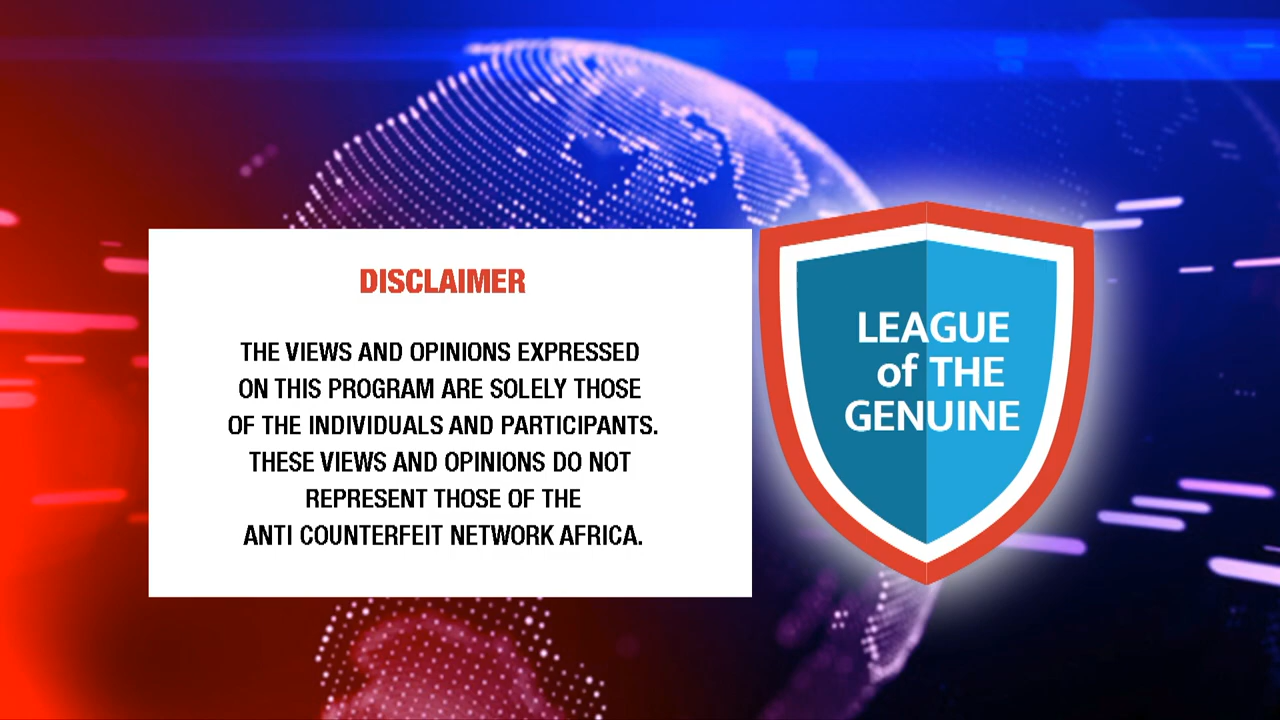 DISCLAIMER
THE VIEWS AND OPINIONS EXPRESSED
ON THIS PROGRAM ARE SOLELY THOSE
OF THE INDIVIDUALS AND PARTICIPANTS.
THESE VIEWS AND OPINIONS DO NOT
REPRESENT THOSE OF THE
ANTI COUNTERFEIT NETWORK AFRICA.
LEAGUE
of THE
GENUINE